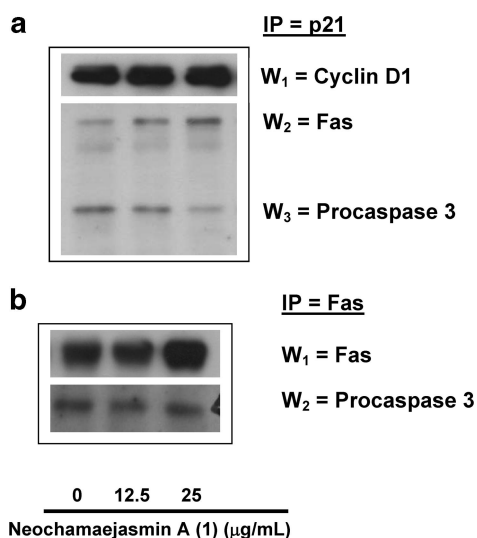 a
IP = p21
W₁ = Cyclin D1
W₂ = Fas
W₃ = Procaspase 3
b
IP = Fas
W₁ = Fas
W₂ = Procaspase 3
0 12.5 25
Neochamaejasmin A (1) (μg/mL)